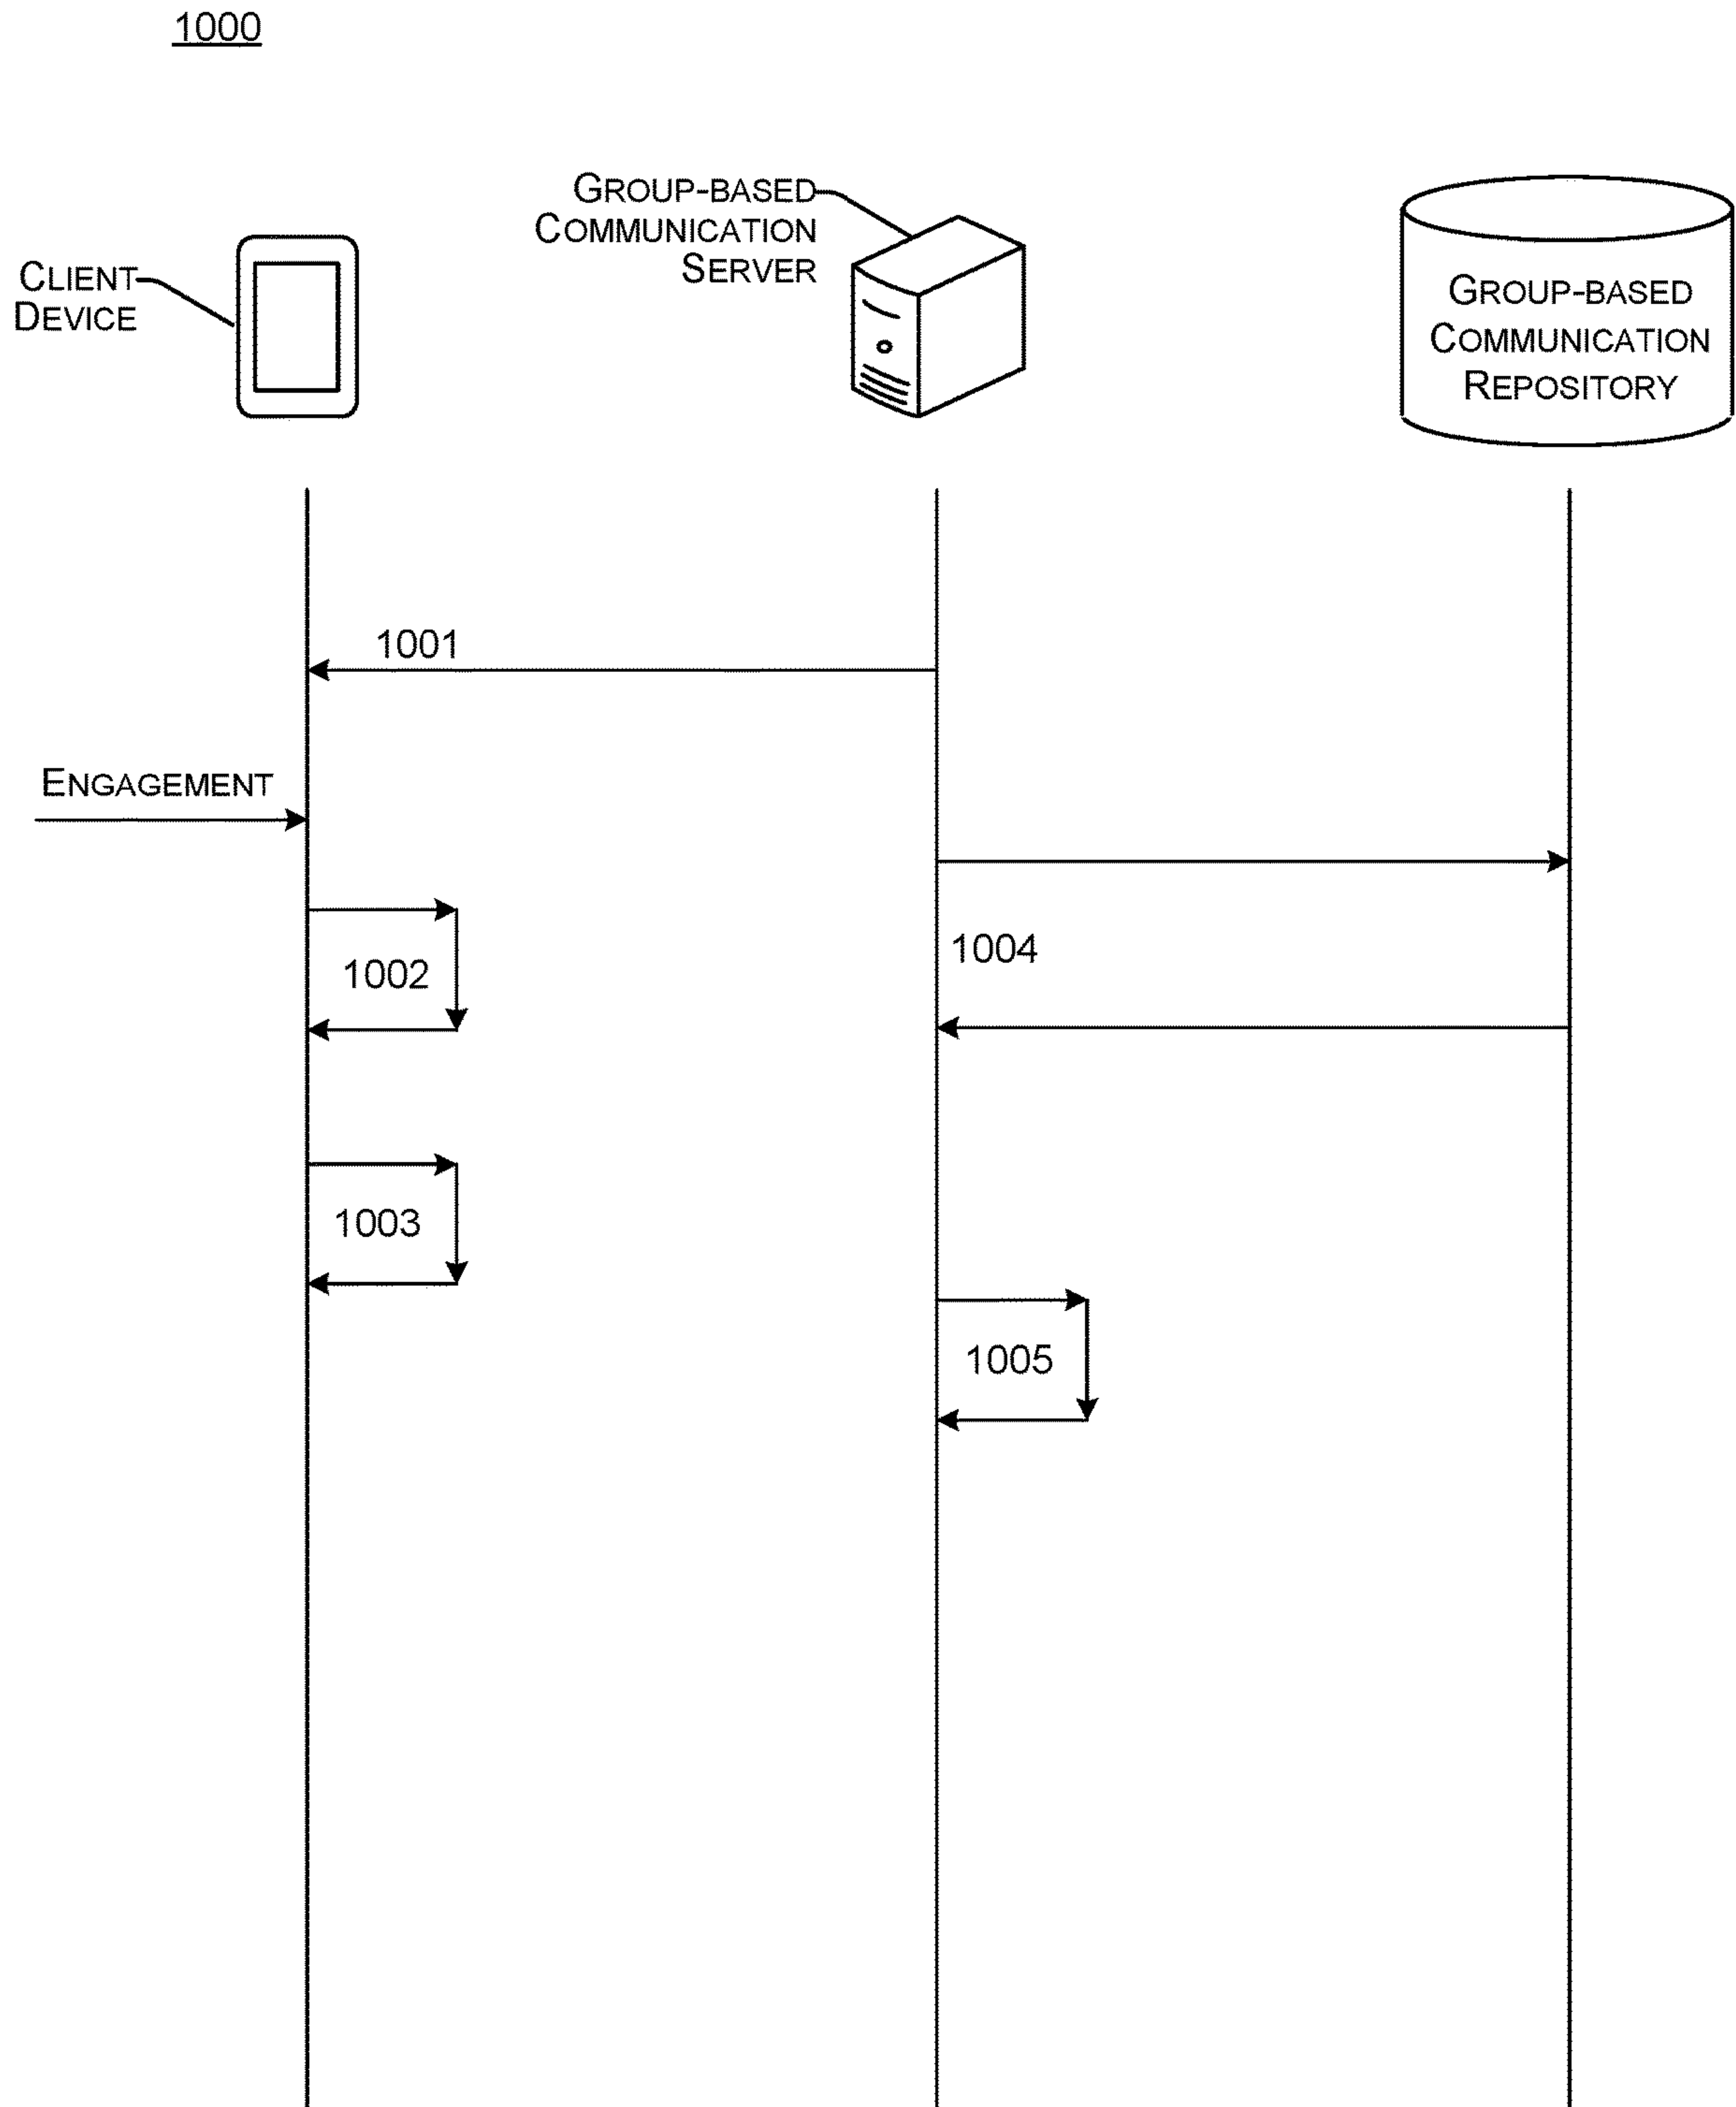 1000
CLIENT
DEVICE
GROUP-BASED
COMMUNICATION
SERVER
GROUP-BASED
COMMUNICATION
REPOSITORY
1001
ENGAGEMENT
1004
1002
1003
1005